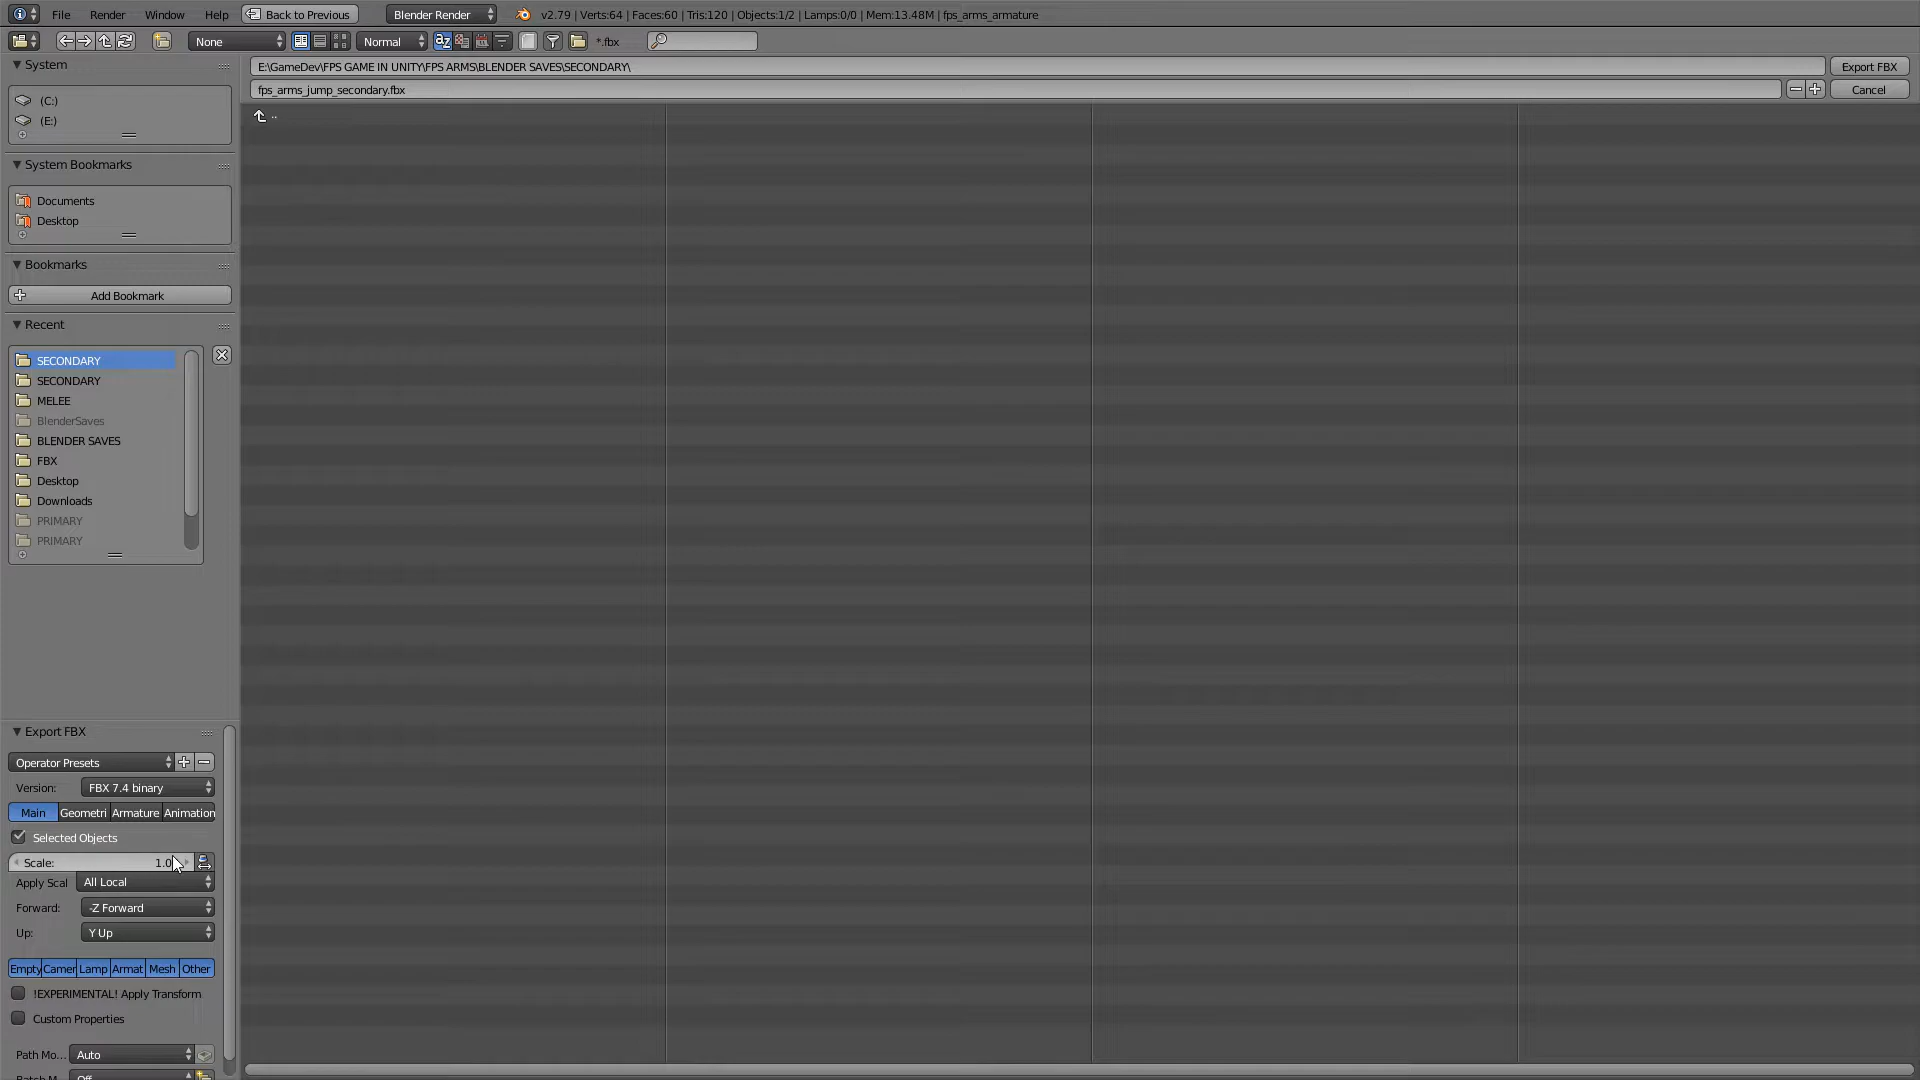 File Render Window Help Back to Previous Blender Render v2.79 | Verts:64 | Faces:60 | Tris:120 | Objects:1/2 | Lamps:0/0 | Mem:13.48M | fps_arms_armature
None Normal *.fbx
System
E:\GameDev\FPS GAME IN UNITY\FPS ARMS\BLENDER SAVES\SECONDARY\ Export FBX
fps_arms_jump_secondary.fbx Cancel
(C:)
..
(E:)
System Bookmarks
Documents
Desktop
Bookmarks
Add Bookmark
Recent
SECONDARY
SECONDARY
MELEE
BlenderSaves
BLENDER SAVES
FBX
Desktop
Downloads
PRIMARY
PRIMARY
Export FBX
Operator Presets
Version: FBX 7.4 binary
Main Geometri Armature Animation
Selected Objects
Scale: 1.0
Apply Scal All Local
Forward: -Z Forward
Up: Y Up
Empty Camer Lamp Armat Mesh Other
!EXPERIMENTAL! Apply Transform
Custom Properties
Path Mo... Auto
Batch M... Off